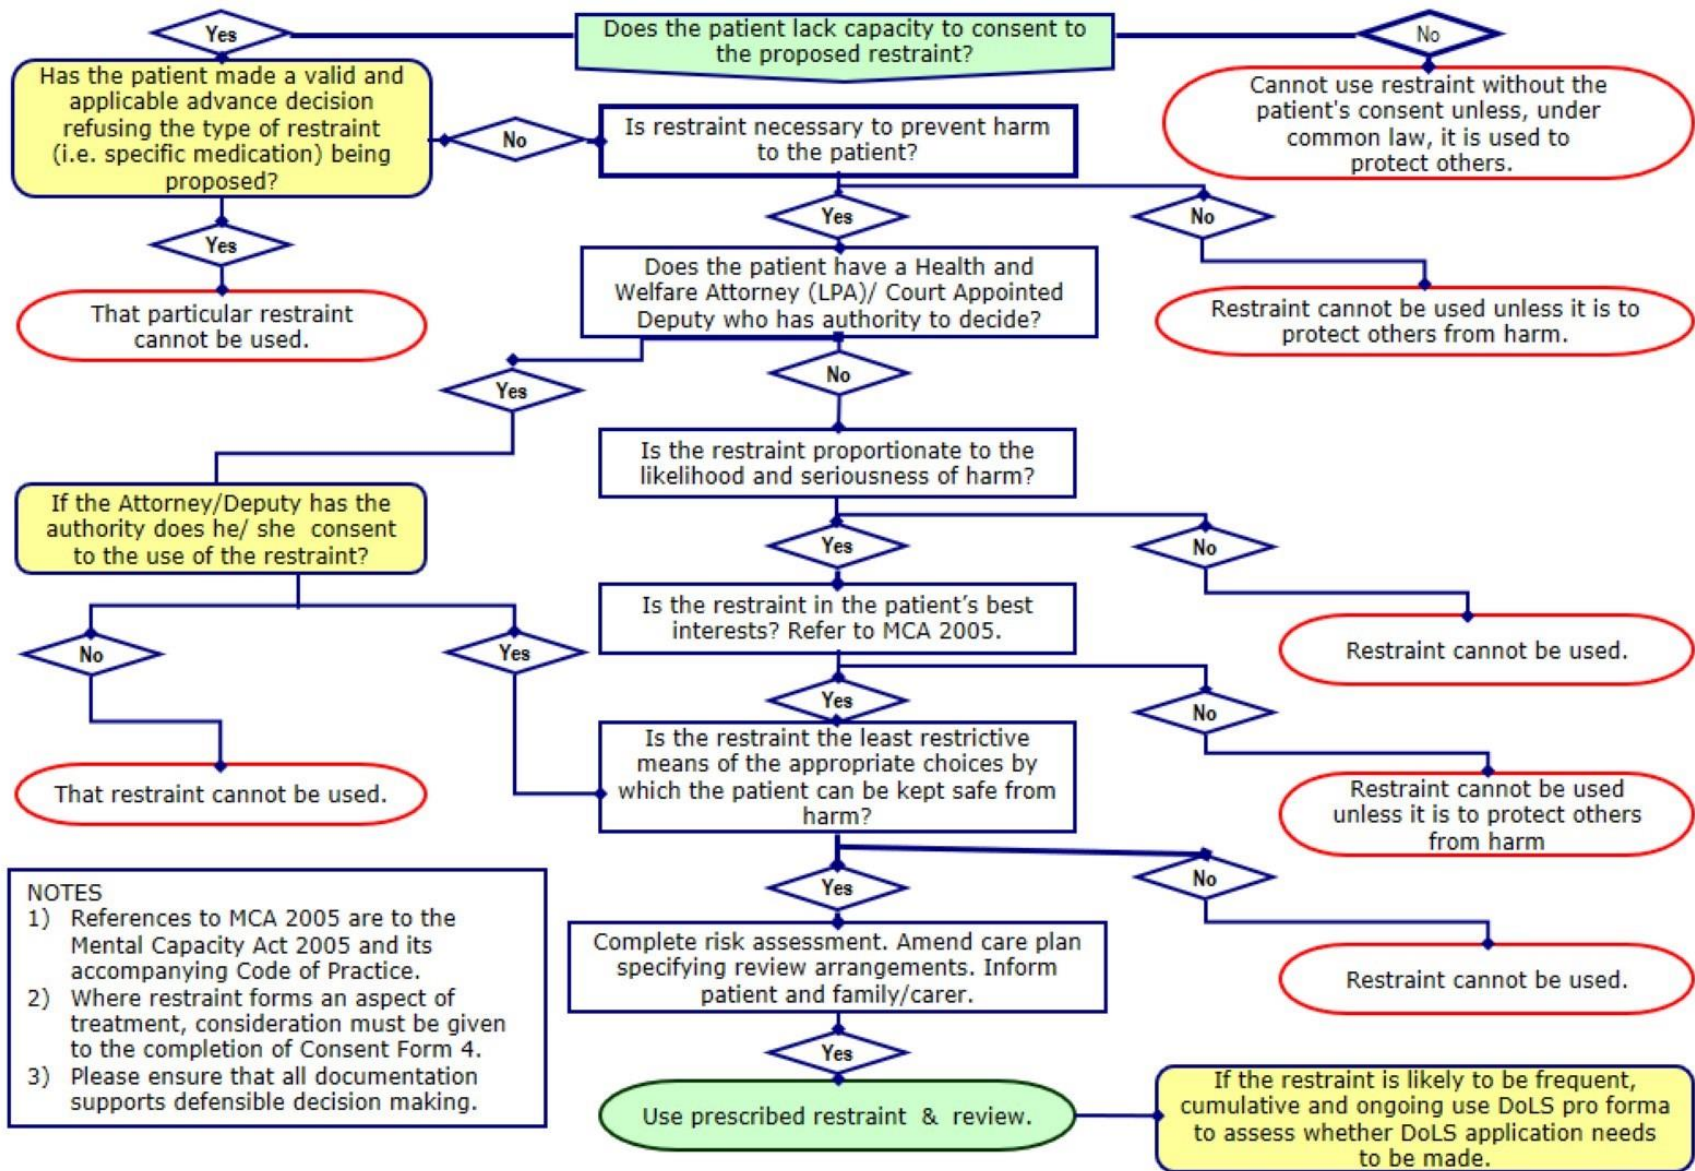 Does the patient lack capacity to consent to
the proposed restraint?
Yes
No
Has the patient made a valid and
applicable advance decision
refusing the type of restraint
(i.e. specific medication) being
proposed?
No
Is restraint necessary to prevent harm
to the patient?
Cannot use restraint without the
patient's consent unless, under
common law, it is used to
protect others.
Yes
Yes
No
That particular restraint
cannot be used.
Does the patient have a Health and
Welfare Attorney (LPA)/ Court Appointed
Deputy who has authority to decide?
Restraint cannot be used unless it is to
protect others from harm.
Yes
No
Is the restraint proportionate to the
likelihood and seriousness of harm?
If the Attorney/Deputy has the
authority does he/ she consent
to the use of the restraint?
Yes
No
Is the restraint in the patient’s best
interests? Refer to MCA 2005.
Restraint cannot be used.
No
Yes
Yes
No
Is the restraint the least restrictive
means of the appropriate choices by
which the patient can be kept safe from
harm?
That restraint cannot be used.
Restraint cannot be used
unless it is to protect others
from harm
Yes
No
Complete risk assessment. Amend care plan
specifying review arrangements. Inform
patient and family/carer.
Restraint cannot be used.
Yes
Use prescribed restraint & review.
If the restraint is likely to be frequent,
cumulative and ongoing use DoLS pro forma
to assess whether DoLS application needs
to be made.
NOTES
1) References to MCA 2005 are to the
Mental Capacity Act 2005 and its
accompanying Code of Practice.
2) Where restraint forms an aspect of
treatment, consideration must be given
to the completion of Consent Form 4.
3) Please ensure that all documentation
supports defensible decision making.